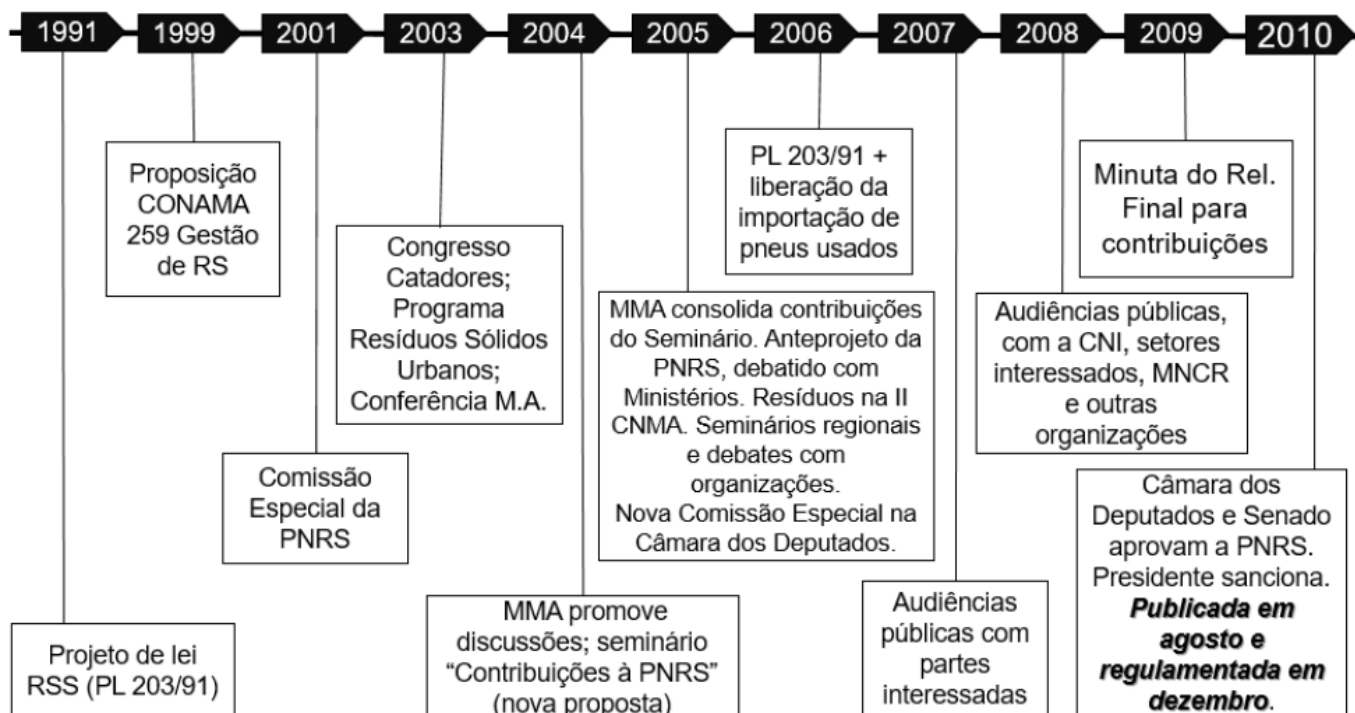 1991
1999
2001
2003
2004
2005
2006
2007
2008
2009
2010
Projeto de lei
RSS (PL 203/91)
Proposição
CONAMA
259 Gestão
de RS
Comissão
Especial da
PNRS
Congresso
Catadores;
Programa
Resíduos Sólidos
Urbanos;
Conferência M.A.
MMA promove
discussões; seminário
“Contribuições à PNRS”
(nova proposta)
MMA consolida contribuições
do Seminário. Anteprojeto da
PNRS, debatido com
Ministérios. Resíduos na II
CNMA. Seminários regionais
e debates com
organizações.
Nova Comissão Especial na
Câmara dos Deputados.
PL 203/91 +
liberação da
importação de
pneus usados
Audiências
públicas com
partes
interessadas
Audiências públicas,
com a CNI, setores
interessados, MNCR
e outras
organizações
Minuta do Rel.
Final para
contribuições
Câmara dos
Deputados e Senado
aprovam a PNRS.
Presidente sanciona.
Publicada em
agosto e
regulamentada em
dezembro.